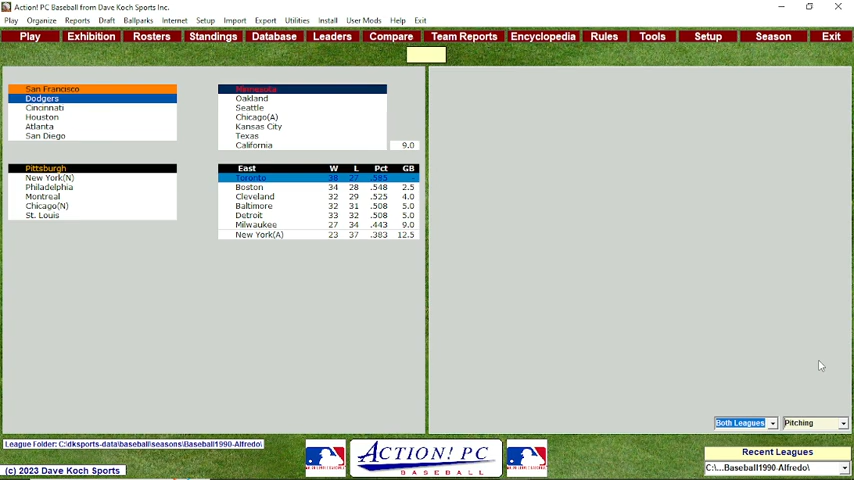 Action! PC Baseball from Dave Koch Sports Inc.
Play Organize Reports Draft Ballparks Internet Setup Import Export Utilities Install User Mods Help Exit
Play Exhibition Rosters Standings Database Leaders Compare Team Reports Encyclopedia Rules Tools Setup Season Exit
San Francisco
Dodgers
Cincinnati
Houston
Atlanta
San Diego
Minnesota
Oakland
Seattle
Chicago(A)
Kansas City
Texas
California 9.0
Pittsburgh
New York(N)
Philadelphia
Montreal
Chicago(N)
St. Louis
East W L Pct GB
Toronto 38 27 .585 -
Boston 34 28 .548 2.5
Cleveland 32 29 .525 4.0
Baltimore 32 31 .508 5.0
Detroit 33 32 .508 5.0
Milwaukee 27 34 .443 9.0
New York(A) 23 37 .383 12.5
Both Leagues Pitching
League Folder: C:\dksports-data\baseball\seasons\Baseball1990-Alfredo\
(c) 2023 Dave Koch Sports
ACTION! PC
BASEBALL
Recent Leagues
C:\...Baseball1990-Alfredo\